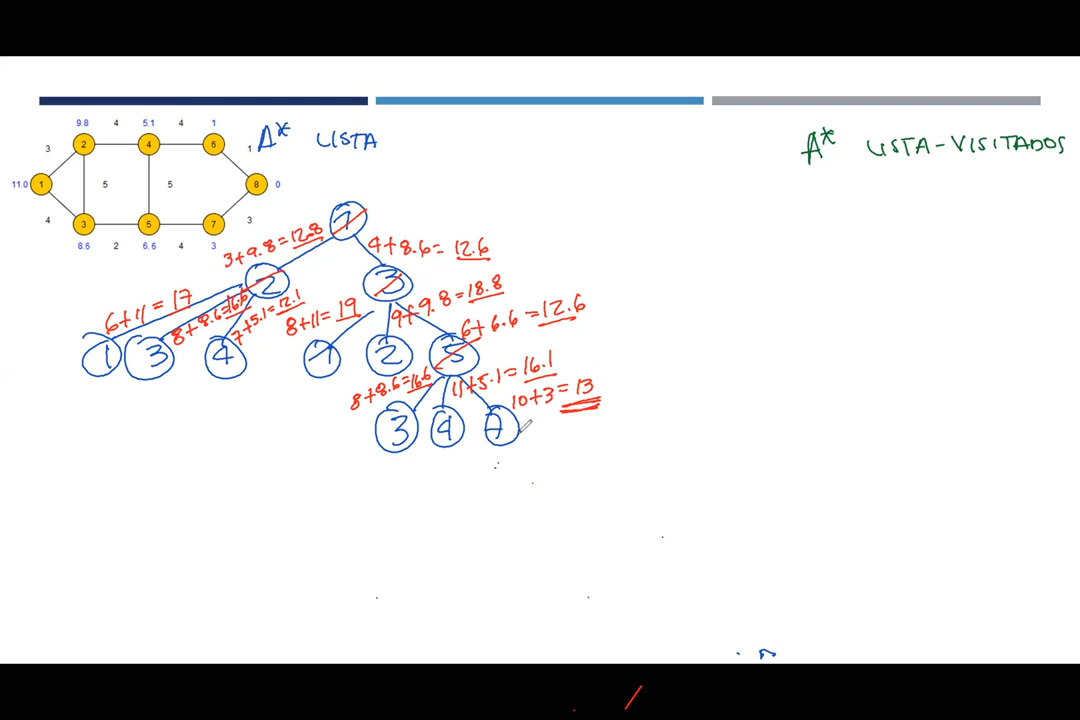 9.8 4 5.1 4 1
2 4 6
3 1
11.0 1 5 5 8 0
4 3
3 5 7
8.6 2 6.6 4 3
A* LISTA
A* LISTA-VISITADOS
1
3+9.8=12.8
4+8.6=12.6
2 3
6+11=17
8+8.6=16.6
7+5.1=12.1
8+11=19
9+9.8=18.8
6+6.6=12.6
1 3 4 1 2 5
8+8.6=16.6
11+5.1=16.1
10+3=13
3 4 7